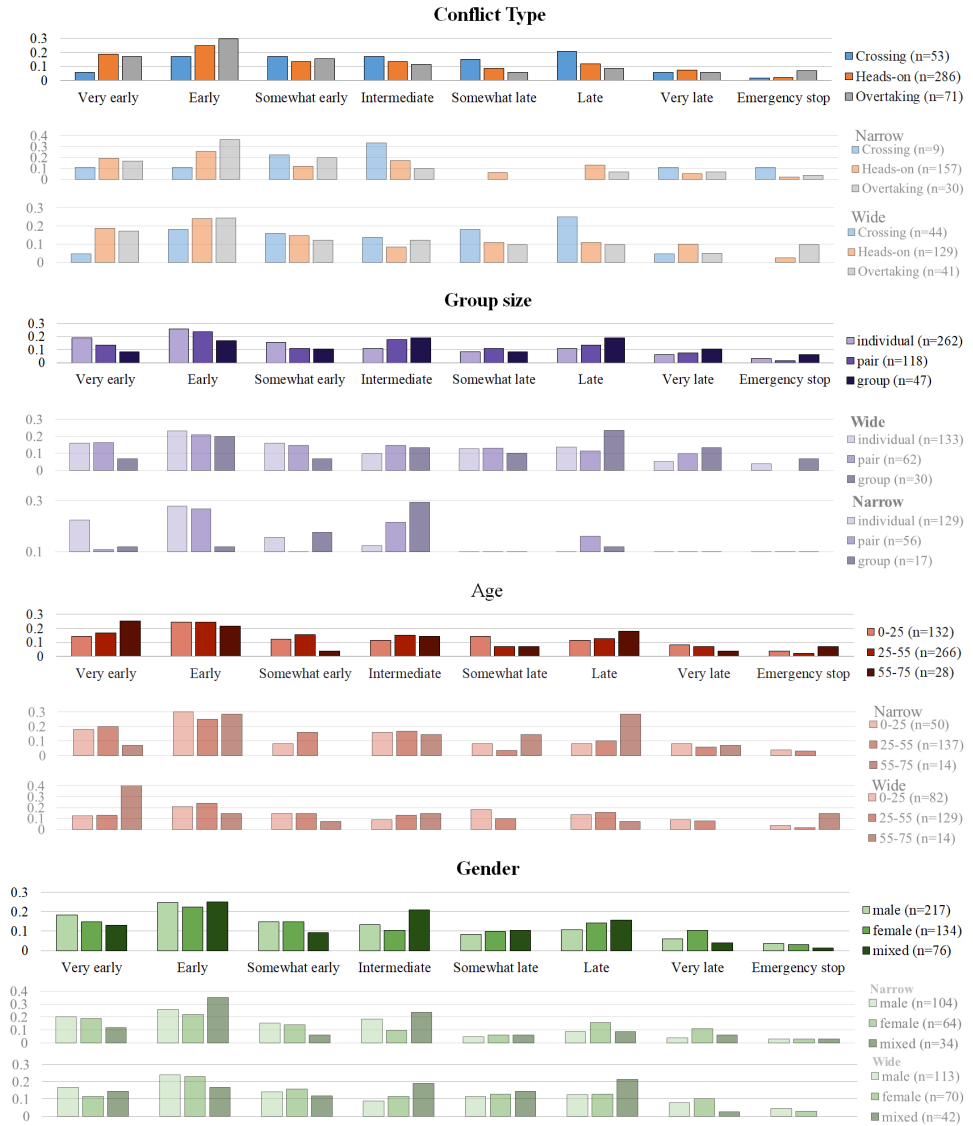 Conflict Type
0.3
0.2
0.1
0
Very early Early Somewhat early Intermediate Somewhat late Late Very late Emergency stop
Crossing (n=53)
Heads-on (n=286)
Overtaking (n=71)
0.4
0.3
0.2
0.1
0
Narrow
Crossing (n=9)
Heads-on (n=157)
Overtaking (n=30)
0.3
0.2
0.1
0
Wide
Crossing (n=44)
Heads-on (n=129)
Overtaking (n=41)
Group size
0.3
0.2
0.1
0
Very early Early Somewhat early Intermediate Somewhat late Late Very late Emergency stop
individual (n=262)
pair (n=118)
group (n=47)
0.3
0.2
0.1
0
Wide
individual (n=133)
pair (n=62)
group (n=30)
0.3
0.1
Narrow
individual (n=129)
pair (n=56)
group (n=17)
Age
0.3
0.2
0.1
0
Very early Early Somewhat early Intermediate Somewhat late Late Very late Emergency stop
0-25 (n=132)
25-55 (n=266)
55-75 (n=28)
0.3
0.2
0.1
0
Narrow
0-25 (n=50)
25-55 (n=137)
55-75 (n=14)
0.4
0.3
0.2
0.1
0
Wide
0-25 (n=82)
25-55 (n=129)
55-75 (n=14)
Gender
0.3
0.2
0.1
0
Very early Early Somewhat early Intermediate Somewhat late Late Very late Emergency stop
male (n=217)
female (n=134)
mixed (n=76)
0.4
0.3
0.2
0.1
0
Narrow
male (n=104)
female (n=64)
mixed (n=34)
0.3
0.2
0.1
0
Wide
male (n=113)
female (n=70)
mixed (n=42)